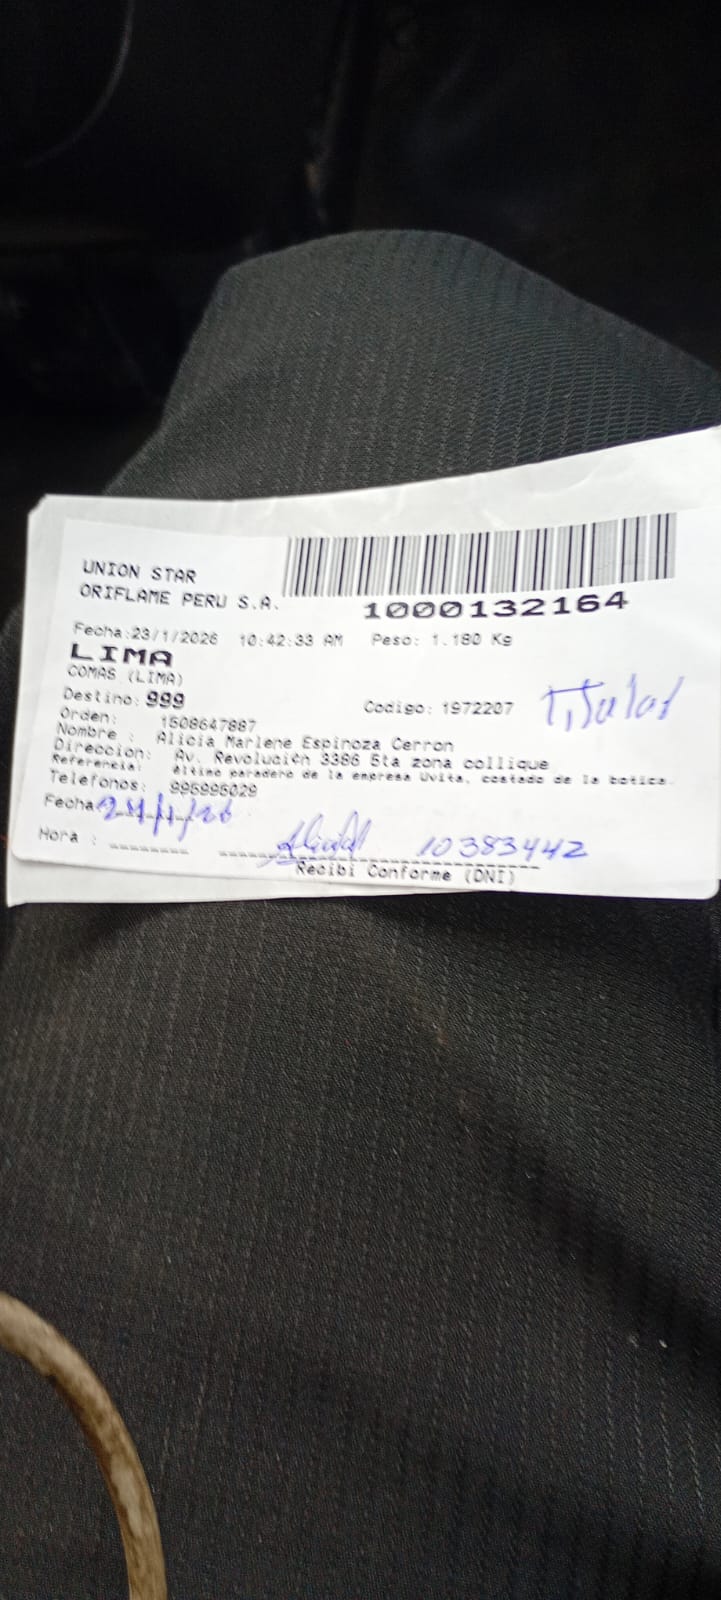 UNION STAR
ORIFLAME PERU S.A.
1000132164
Fecha:23/1/2026 10:42:33 AM Peso: 1.180 Kg
LIMA
COMAS (LIMA)
Destino: 999
Codigo: 1972207
Titular
Orden: 1508647887
Nombre : Alicia Marlene Espinoza Cerron
Direccion: Av. Revolución 3386 5ta zona collique
Referencia: último paradero de la empresa Uvita, costado de la botica.
Telefonos: 995996029
Fecha
Hora :
10383442
Recibi Conforme (DNI)